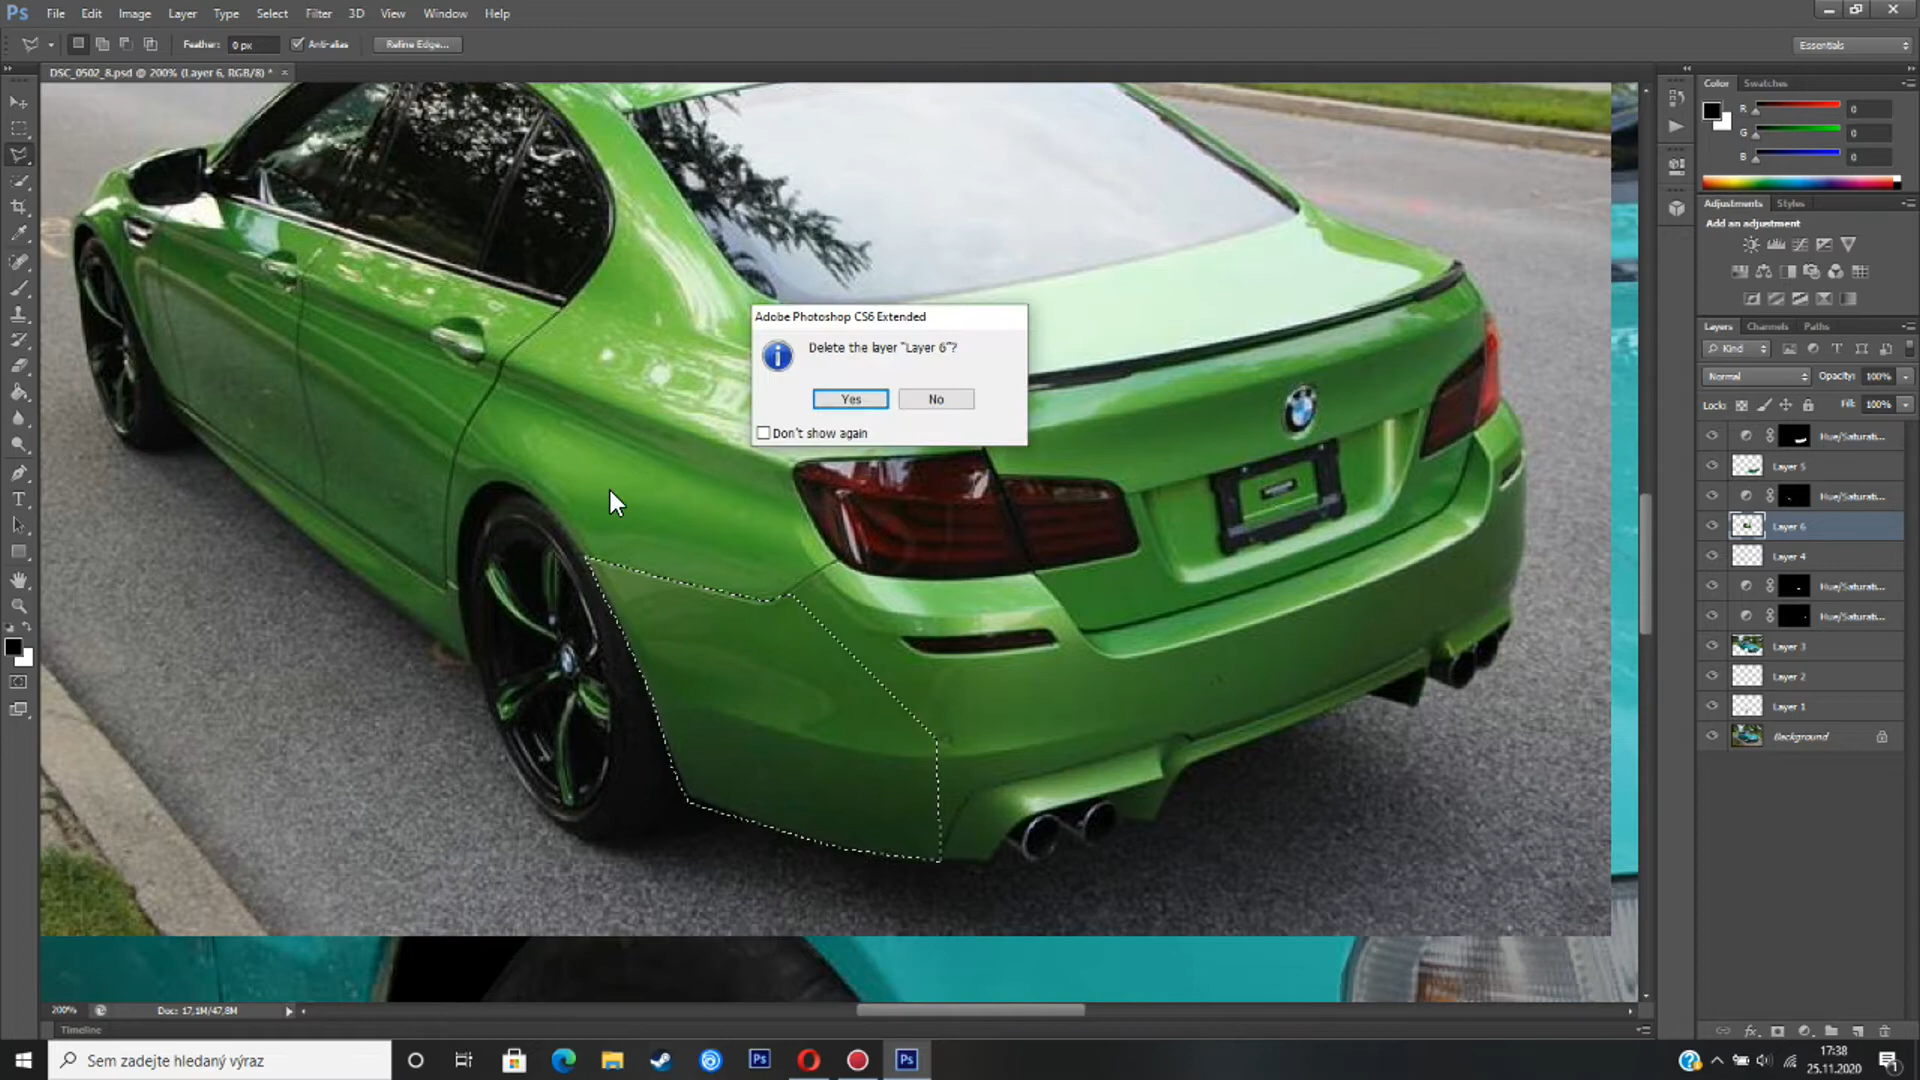 Ps File Edit Image Layer Type Select Filter 3D View Window Help
Feather: 0 px Anti-alias Refine Edge... Essentials
DSC_0502_8.psd @ 200% (Layer 6, RGB/8) * ×
Color Swatches
R 0
G 0
B 0
Adjustments Styles
Add an adjustment
Layers Channels Paths
Kind
Normal Opacity: 100%
Lock: Fill: 100%
Hue/Saturati...
Layer 5
Hue/Saturati...
Layer 6
Layer 4
Hue/Saturati...
Hue/Saturati...
Layer 3
Layer 2
Layer 1
Background
Adobe Photoshop CS6 Extended
Delete the layer "Layer 6"?
Yes No
Don't show again
200% Doc: 17,1M/47,8M
Timeline
Sem zadejte hledaný výraz
Ps
Ps
17:38
25.11.2020
1